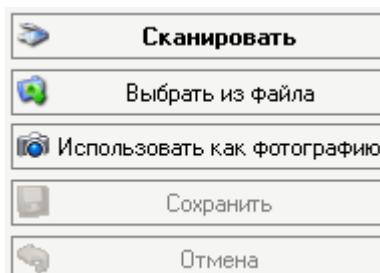 Сканировать
Выбрать из файла
Использовать как фотографию
Сохранить
Отмена